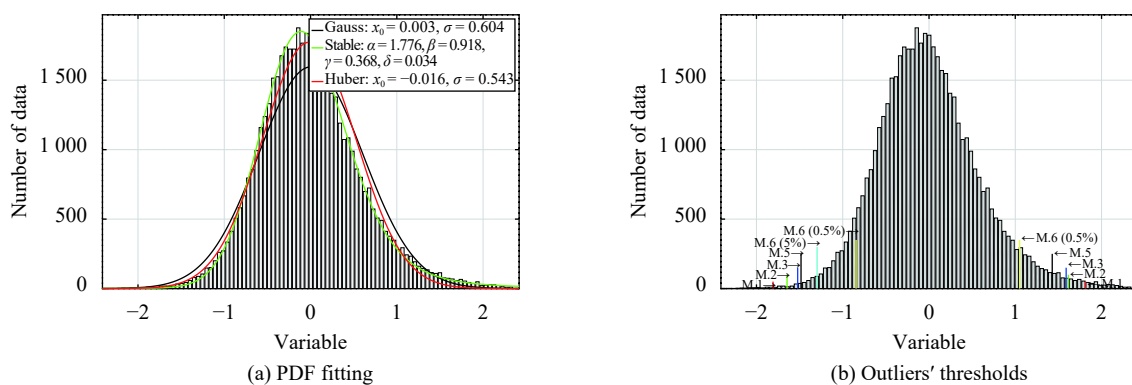 Gauss: x₀ = 0.003, σ = 0.604
Stable: α = 1.776, β = 0.918,
γ = 0.368, δ = 0.034
Huber: x₀ = −0.016, σ = 0.543
Number of data
1 500
1 000
500
0
−2
−1
0
1
2
Variable
(a) PDF fitting
Number of data
1 500
1 000
500
0
M.6 (0.5%)→
M.6 (5%)
M.5→
M.3→
M.2→
←M.6 (0.5%)
←M.5
←M.3
←M.2
−2
−1
0
1
2
Variable
(b) Outliers′ thresholds